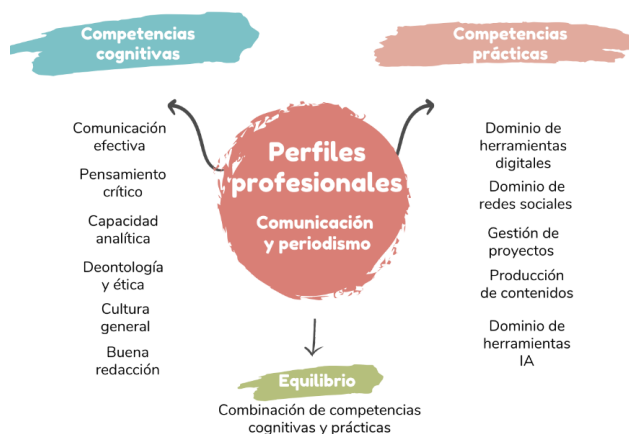 Competencias
cognitivas
Comunicación
efectiva
Pensamiento
crítico
Capacidad
analítica
Deontología
y ética
Cultura
general
Buena
redacción
Perfiles
profesionales
Comunicación
y periodismo
Competencias
prácticas
Dominio de
herramientas
digitales
Dominio de
redes sociales
Gestión de
proyectos
Producción
de contenidos
Dominio de
herramientas
IA
Equilibrio
Combinación de competencias
cognitivas y prácticas